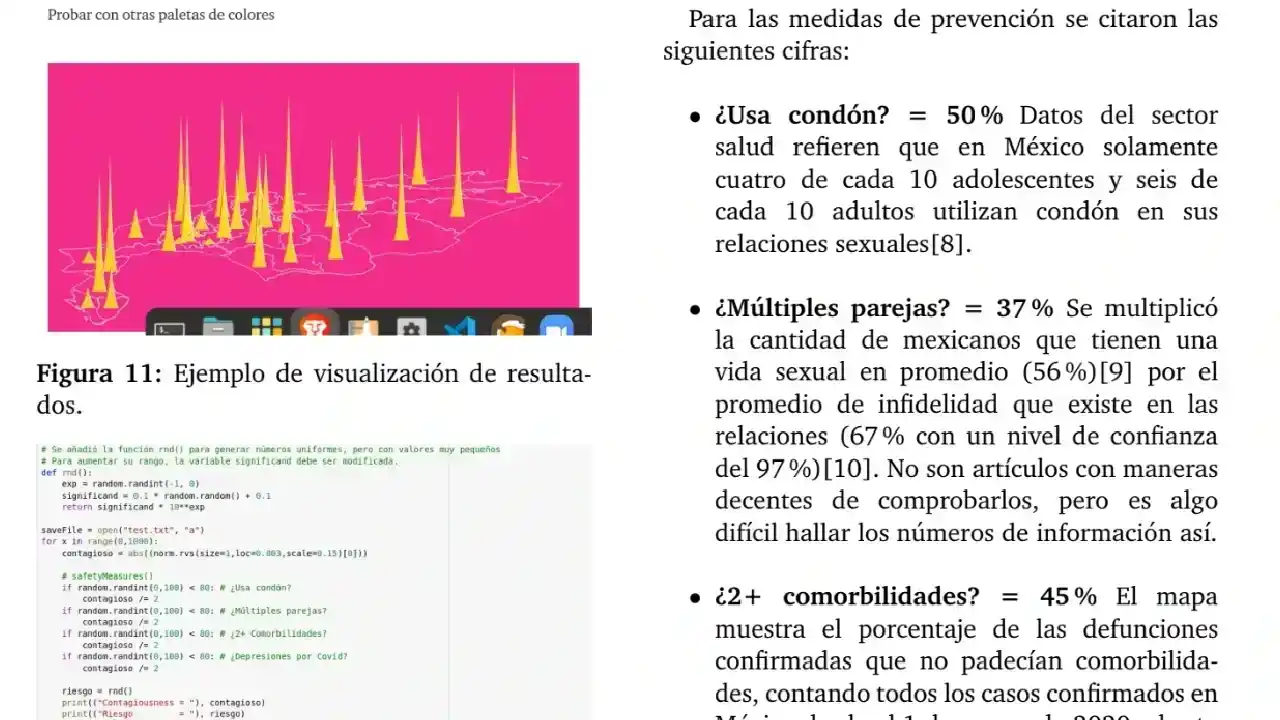 Probar con otras paletas de colores
Figura 11: Ejemplo de visualización de resulta-
dos.
# Se añadió la función rnd() para generar números uniformes, pero con valores muy pequeños
# Para aumentar su rango, la variable significand debe ser modificada.
def rnd():
exp = random.randint(-1, 0)
significand = 0.1 * random.random() + 0.1
return significand * 10**exp
saveFile = open("test.txt", "a")
for x in range(0,1000):
contagioso = abs((norm.rvs(size=1,loc=0.003,scale=0.15)[0]))
# safetyMeasures()
if random.randint(0,100) < 80: # ¿Usa condón?
contagioso /= 2
if random.randint(0,100) < 80: # ¿Múltiples parejas?
contagioso /= 2
if random.randint(0,100) < 80: # ¿2+ Comorbilidades?
contagioso /= 2
if random.randint(0,100) < 80: # ¿Depresiones por Covid?
contagioso /= 2
riesgo = rnd()
print(("Contagiousness = "), contagioso)
print(("Riesgo = "), riesgo)
Para las medidas de prevención se citaron las
siguientes cifras:
• ¿Usa condón? = 50 % Datos del sector
salud refieren que en México solamente
cuatro de cada 10 adolescentes y seis de
cada 10 adultos utilizan condón en sus
relaciones sexuales[8].
• ¿Múltiples parejas? = 37 % Se multiplicó
la cantidad de mexicanos que tienen una
vida sexual en promedio (56 %)[9] por el
promedio de infidelidad que existe en las
relaciones (67 % con un nivel de confianza
del 97 %)[10]. No son artículos con maneras
decentes de comprobarlos, pero es algo
difícil hallar los números de información así.
• ¿2+ comorbilidades? = 45 % El mapa
muestra el porcentaje de las defunciones
confirmadas que no padecían comorbilida-
des, contando todos los casos confirmados en